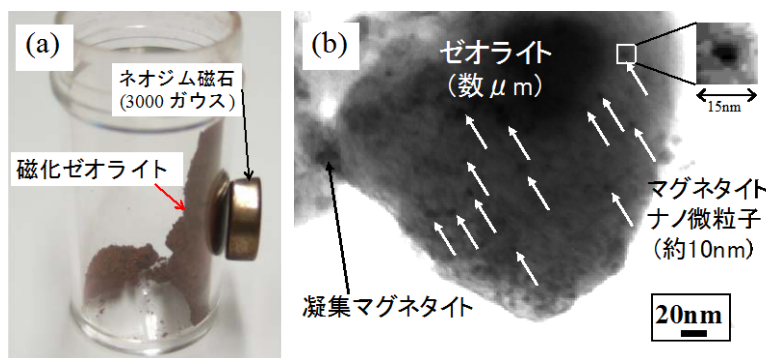 (a)
ネオジム磁石
(3000 ガウス)
磁化ゼオライト
(b)
ゼオライト
(数μm)
15nm
マグネタイト
ナノ微粒子
(約10nm)
凝集マグネタイト
20nm